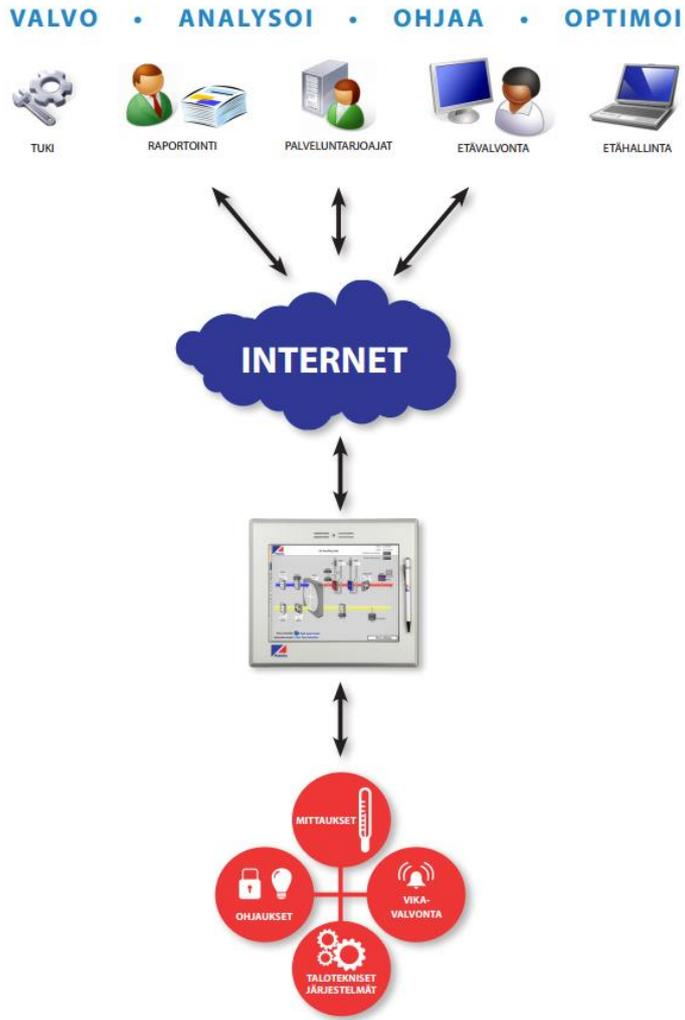 VALVO • ANALYSOI • OHJAA • OPTIMOI
TUKI
RAPORTOINTI
PALVELUNTARJOAJAT
ETÄVALVONTA
ETÄHALLINTA
INTERNET
MITTAUKSET
OHJAUKSET
VIKA-
VALVONTA
TALOTEKNISET
JÄRJESTELMÄT